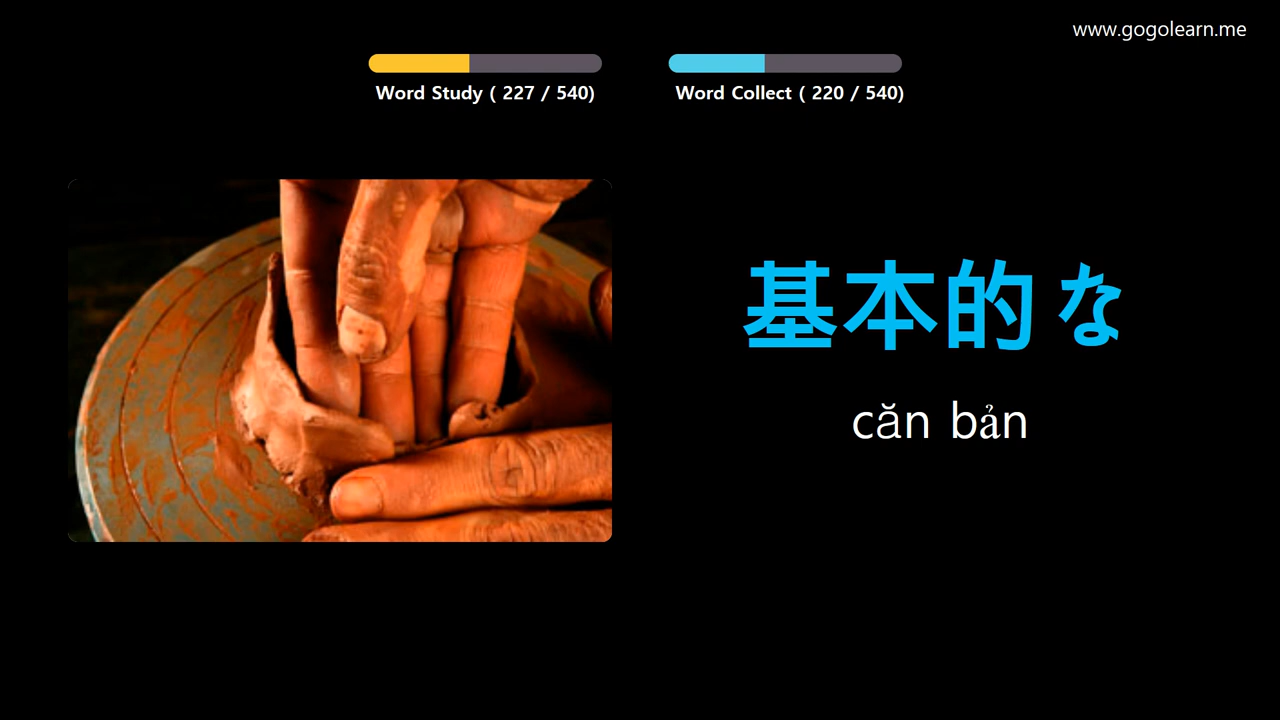 www.gogolearn.me
Word Study ( 227 / 540)
Word Collect ( 220 / 540)
基本的な
căn bản